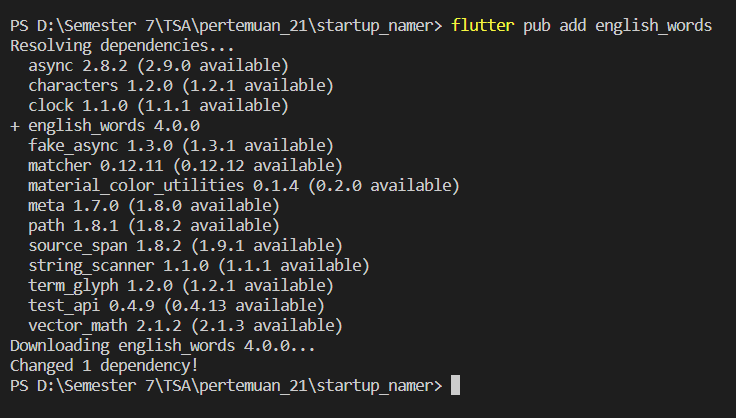 PS D:\Semester 7\TSA\pertemuan_21\startup_namer> flutter pub add english_words
Resolving dependencies...
  async 2.8.2 (2.9.0 available)
  characters 1.2.0 (1.2.1 available)
  clock 1.1.0 (1.1.1 available)
+ english_words 4.0.0
  fake_async 1.3.0 (1.3.1 available)
  matcher 0.12.11 (0.12.12 available)
  material_color_utilities 0.1.4 (0.2.0 available)
  meta 1.7.0 (1.8.0 available)
  path 1.8.1 (1.8.2 available)
  source_span 1.8.2 (1.9.1 available)
  string_scanner 1.1.0 (1.1.1 available)
  term_glyph 1.2.0 (1.2.1 available)
  test_api 0.4.9 (0.4.13 available)
  vector_math 2.1.2 (2.1.3 available)
Downloading english_words 4.0.0...
Changed 1 dependency!
PS D:\Semester 7\TSA\pertemuan_21\startup_namer>